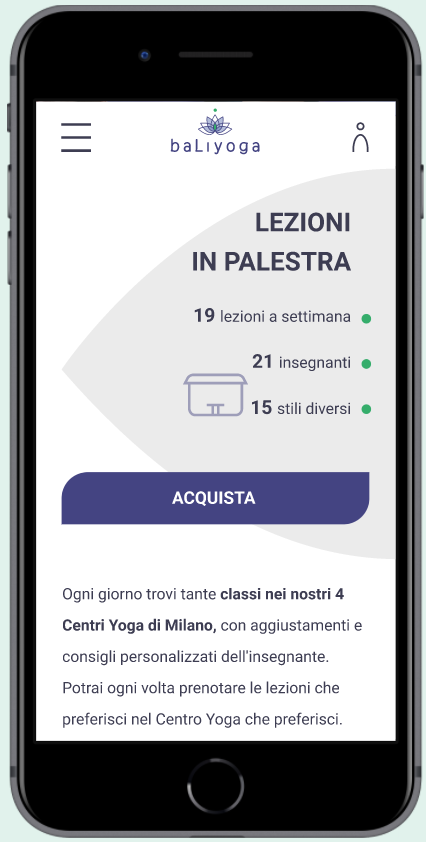 baLiyoga
LEZIONI
IN PALESTRA
19 lezioni a settimana
21 insegnanti
15 stili diversi
ACQUISTA
Ogni giorno trovi tante classi nei nostri 4
Centri Yoga di Milano, con aggiustamenti e
consigli personalizzati dell'insegnante.
Potrai ogni volta prenotare le lezioni che
preferisci nel Centro Yoga che preferisci.